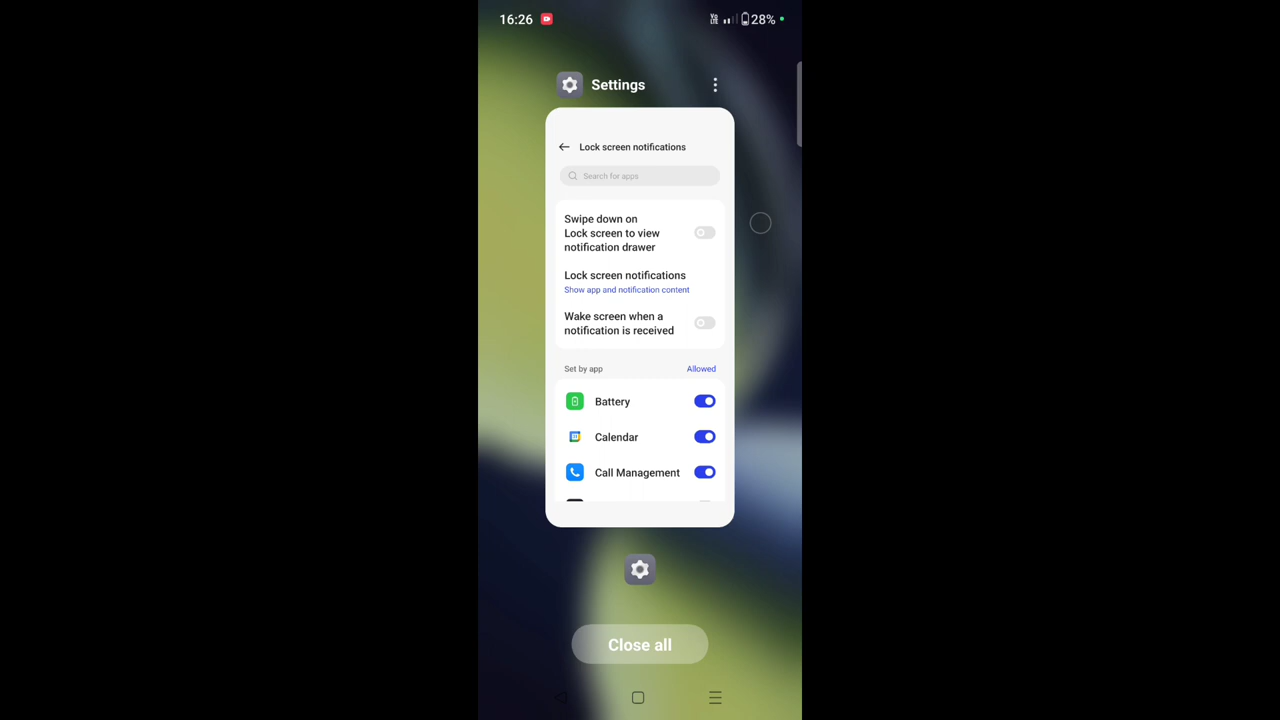 16:26
Vo LTE 28%
Settings
Lock screen notifications
Search for apps
Swipe down on
Lock screen to view
notification drawer
Lock screen notifications
Show app and notification content
Wake screen when a
notification is received
Set by app Allowed
Battery
Calendar
Call Management
Close all